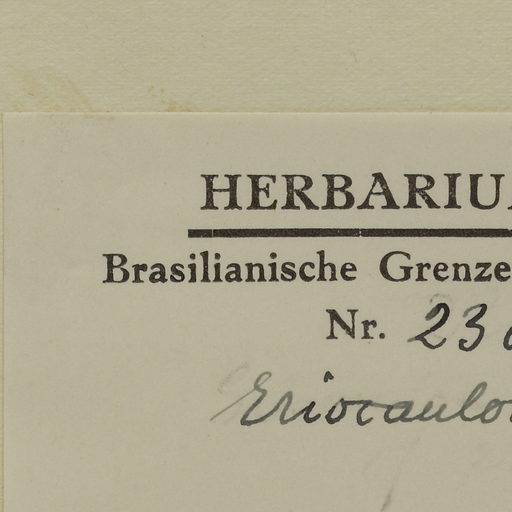 HERBARIU
Brasilianische Grenze
Nr. 23
Eriocaulo